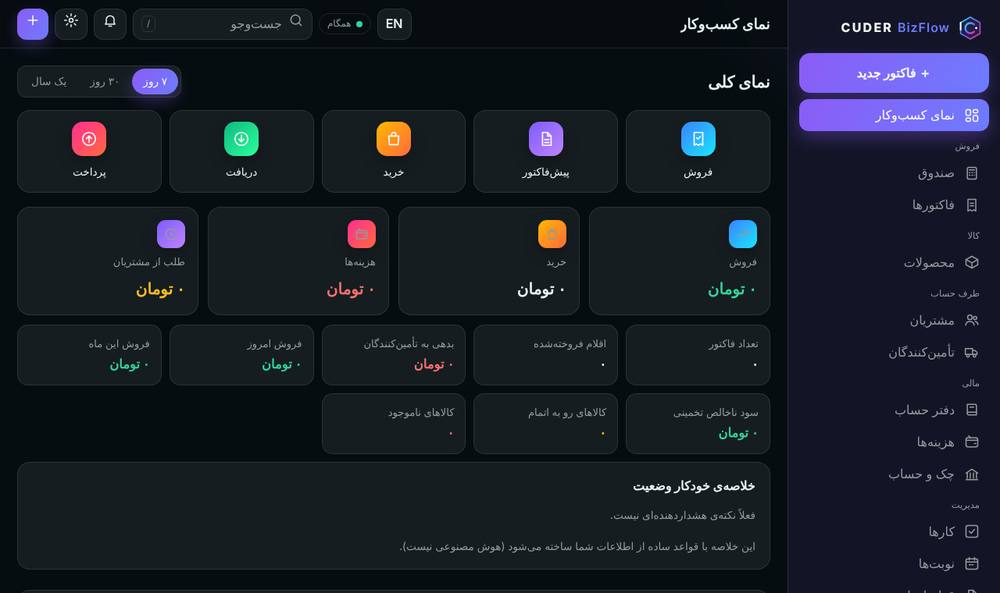 CUDER BizFlow
+ فاکتور جدید
نمای کسب‌وکار
فروش
صندوق
فاکتورها
کالا
محصولات
طرف حساب
مشتریان
تأمین‌کنندگان
مالی
دفتر حساب
هزینه‌ها
چک و حساب
مدیریت
کارها
نوبت‌ها
نمای کسب‌وکار
EN
همگام
جست‌وجو
/
+
نمای کلی
۷ روز
۳۰ روز
یک سال
فروش
پیش‌فاکتور
خرید
دریافت
پرداخت
فروش
۰ تومان
خرید
۰ تومان
هزینه‌ها
۰ تومان
طلب از مشتریان
۰ تومان
تعداد فاکتور
۰
اقلام فروخته‌شده
۰
بدهی به تأمین‌کنندگان
۰ تومان
فروش امروز
۰ تومان
فروش این ماه
۰ تومان
سود ناخالص تخمینی
۰ تومان
کالاهای رو به اتمام
۰
کالاهای ناموجود
۰
خلاصه‌ی خودکار وضعیت
فعلاً نکته‌ی هشداردهنده‌ای نیست.
این خلاصه با قواعد ساده از اطلاعات شما ساخته می‌شود (هوش مصنوعی نیست).